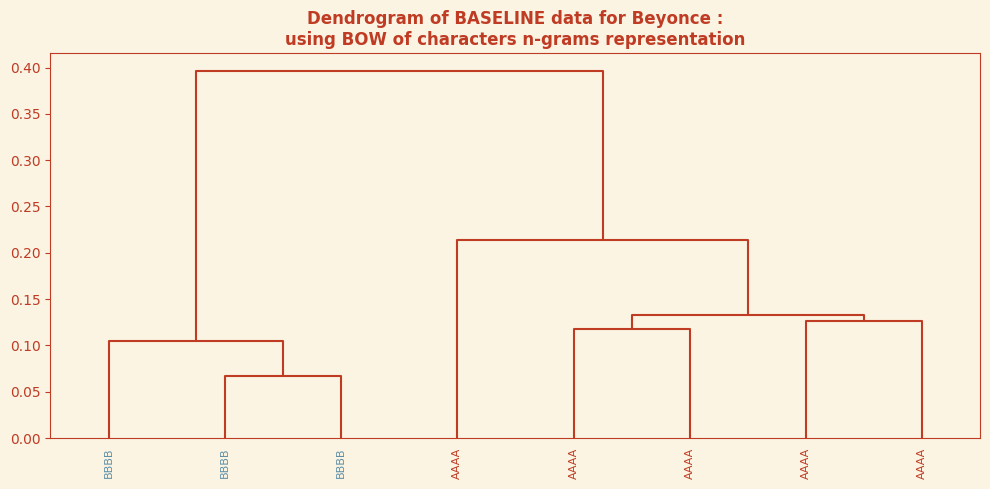 Dendrogram of BASELINE data for Beyonce :
using BOW of characters n-grams representation
0.40
0.35
0.30
0.25
0.20
0.15
0.10
0.05
0.00
BBBB
BBBB
BBBB
AAAA
AAAA
AAAA
AAAA
AAAA